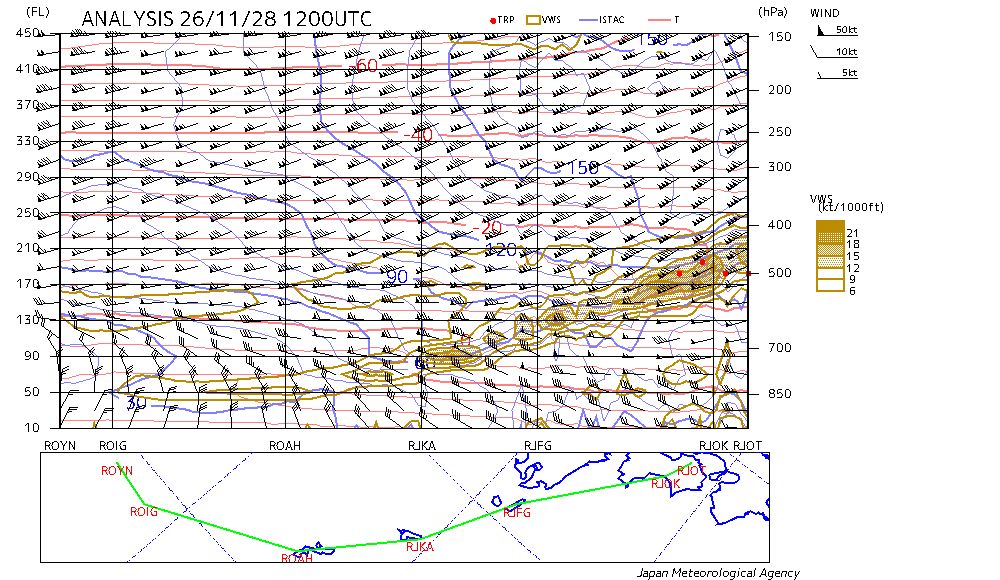 ANALYSIS 26/11/28 1200UTC
TRP VWS ISTAC T
(FL) (hPa) WIND
450 150 50kt
410 10kt
200 5kt
370
330 250
290 300
250 400
210
170 500
130
90 700
50 850
10
-60
-40
-20
150
150
120
90
60
30
VWS
(kt/1000ft)
21
18
15
12
9
6
ROYN ROIG ROAH RJKA RJFG RJOK RJOT
ROYN
ROIG
ROAH
RJKA
RJFG
RJOK
RJOT
Japan Meteorological Agency